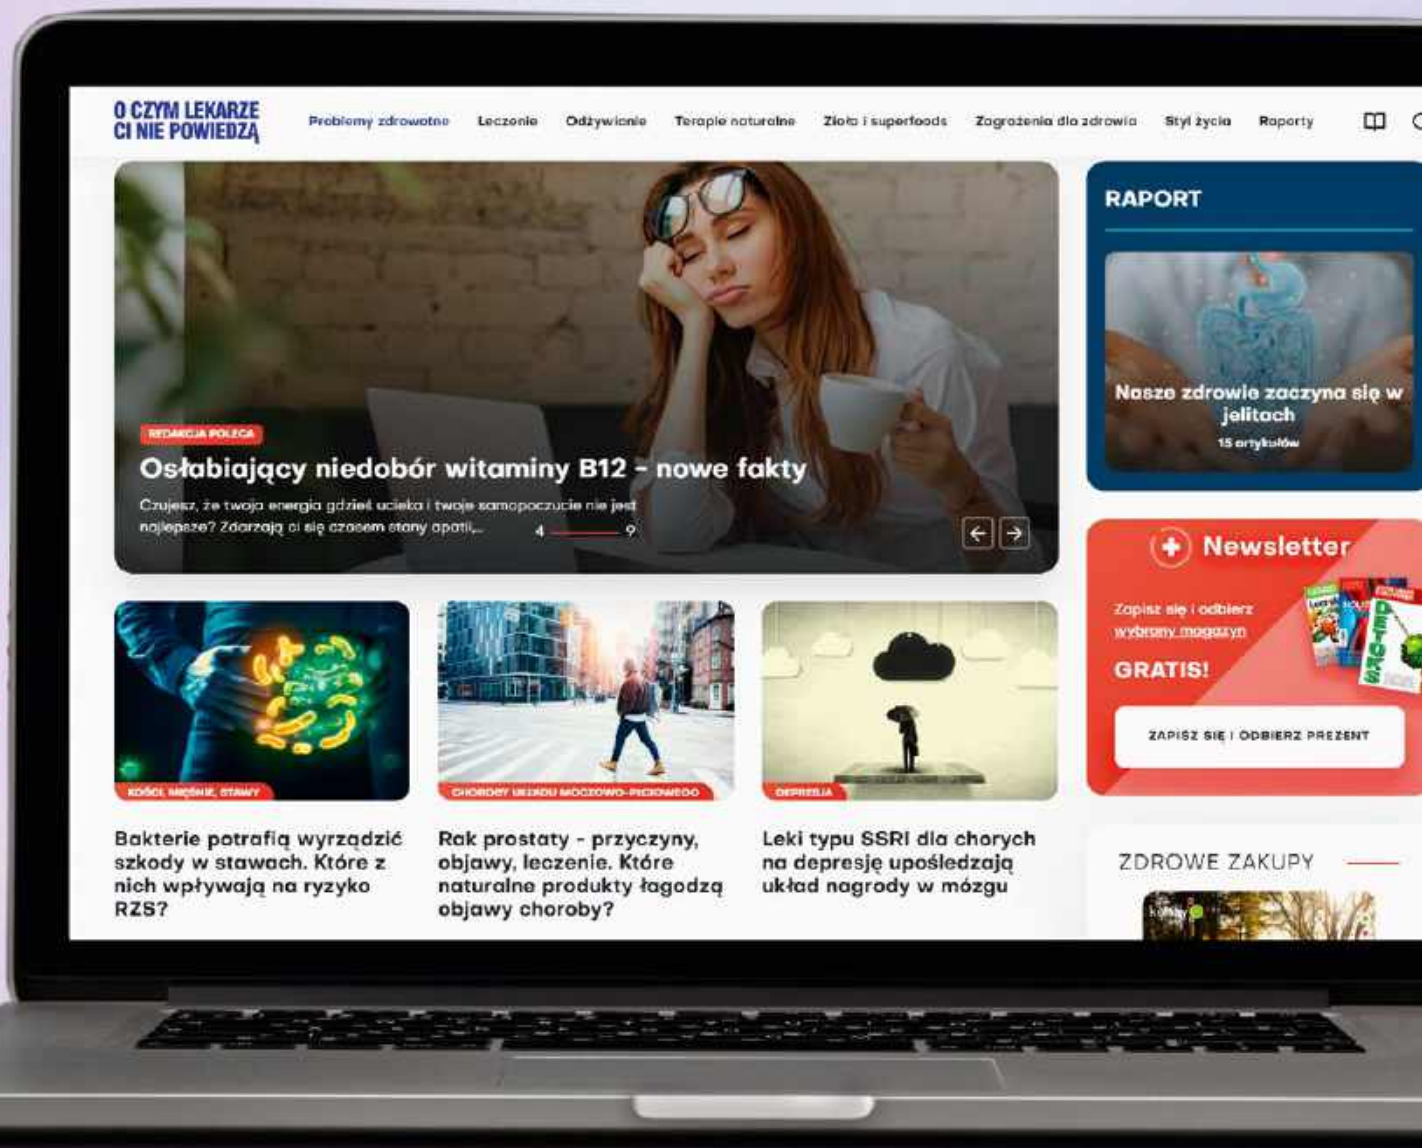 O CZYM LEKARZE
CI NIE POWIEDZĄ
Problemy zdrowotne Leczenie Odżywianie Terapie naturalne Zioła i superfoods Zagrożenia dla zdrowia Styl życia Raporty
REDAKCJA POLECA
Osłabiający niedobór witaminy B12 - nowe fakty
Czujesz, że twoja energia gdzieś ucieka i twoje samopoczucie nie jest
najlepsze? Zdarzają ci się czasem stany apatii,...
4 9
KOŚCI, MIĘŚNIE, STAWY
Bakterie potrafią wyrządzić
szkody w stawach. Które z
nich wpływają na ryzyko
RZS?
CHOROBY UKŁADU MOCZOWO-PŁCIOWEGO
Rak prostaty - przyczyny,
objawy, leczenie. Które
naturalne produkty łagodzą
objawy choroby?
DEPRESJA
Leki typu SSRI dla chorych
na depresję upośledzają
układ nagrody w mózgu
RAPORT
Nasze zdrowie zaczyna się w
jelitach
15 artykułów
Newsletter
Zapisz się i odbierz
wybrany magazyn
GRATIS!
DETOKS
ZAPISZ SIĘ I ODBIERZ PREZENT
ZDROWE ZAKUPY